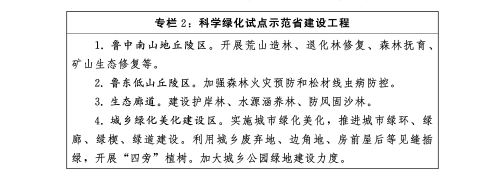 专栏 2：科学绿化试点示范省建设工程
1. 鲁中南山地丘陵区。开展荒山造林、退化林修复、森林抚育、
矿山生态修复等。
2. 鲁东低山丘陵区。加强森林火灾预防和松材线虫病防控。
3. 生态廊道。建设护岸林、水源涵养林、防风固沙林。
4. 城乡绿化美化建设区。实施城市绿化美化，推进城市绿环、绿
廊、绿楔、绿道建设。利用城乡废弃地、边角地、房前屋后等见缝插
绿，开展“四旁”植树。加大城乡公园绿地建设力度。